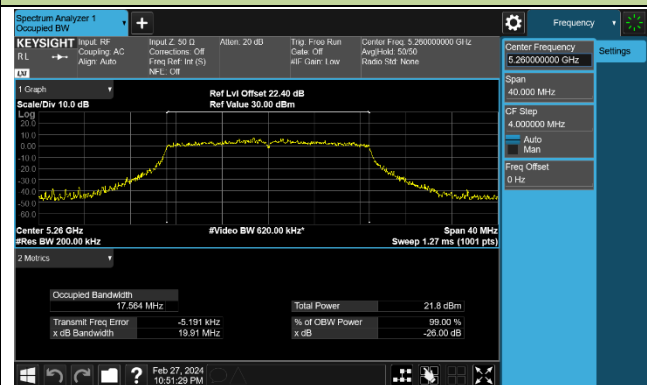 Spectrum Analyzer 1
Occupied BW
Frequency
KEYSIGHT
Input: RF
Input Z: 50 Ω
Atten: 20 dB
Trig: Free Run
Center Freq: 5.260000000 GHz
RL
Coupling: AC
Corrections: Off
Gate: Off
Avg|Hold: 50/50
Align: Auto
Freq Ref: Int (S)
#IF Gain: Low
Radio Std: None
NFE: Off
LXI
Center Frequency
5.260000000 GHz
Settings
Span
40.000 MHz
CF Step
4.000000 MHz
Auto
Man
Freq Offset
0 Hz
1 Graph
Scale/Div 10.0 dB
Ref Lvl Offset 22.40 dB
Ref Value 30.00 dBm
Log
20.0
10.0
0.00
-10.0
-20.0
-30.0
-40.0
-50.0
-60.0
Center 5.26 GHz
#Video BW 620.00 kHz*
Span 40 MHz
#Res BW 200.00 kHz
Sweep 1.27 ms (1001 pts)
2 Metrics
Occupied Bandwidth
17.564 MHz
Total Power
21.8 dBm
Transmit Freq Error
-5.191 kHz
% of OBW Power
99.00 %
x dB Bandwidth
19.91 MHz
x dB
-26.00 dB
?
Feb 27, 2024
10:51:29 PM